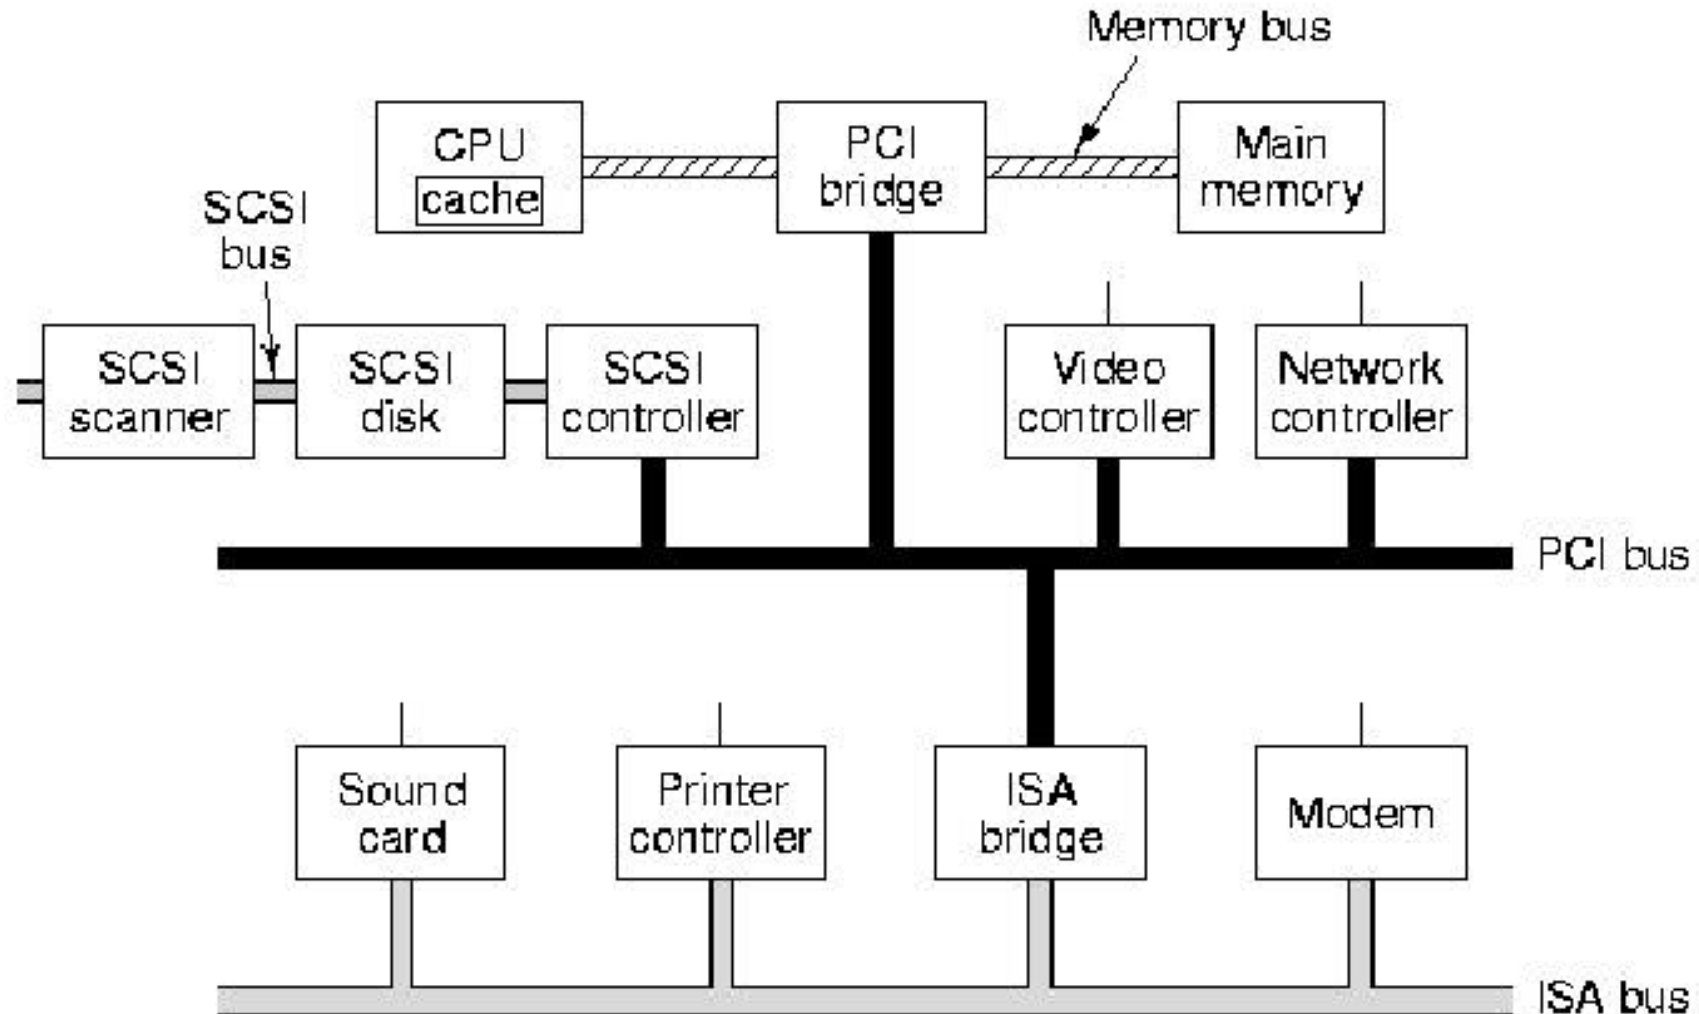 Memory bus
CPU
cache
PCI
bridge
Main
memory
SCSI
bus
SCSI
scanner
SCSI
disk
SCSI
controller
Video
controller
Network
controller
PCI bus
Sound
card
Printer
controller
ISA
bridge
Modem
ISA bus